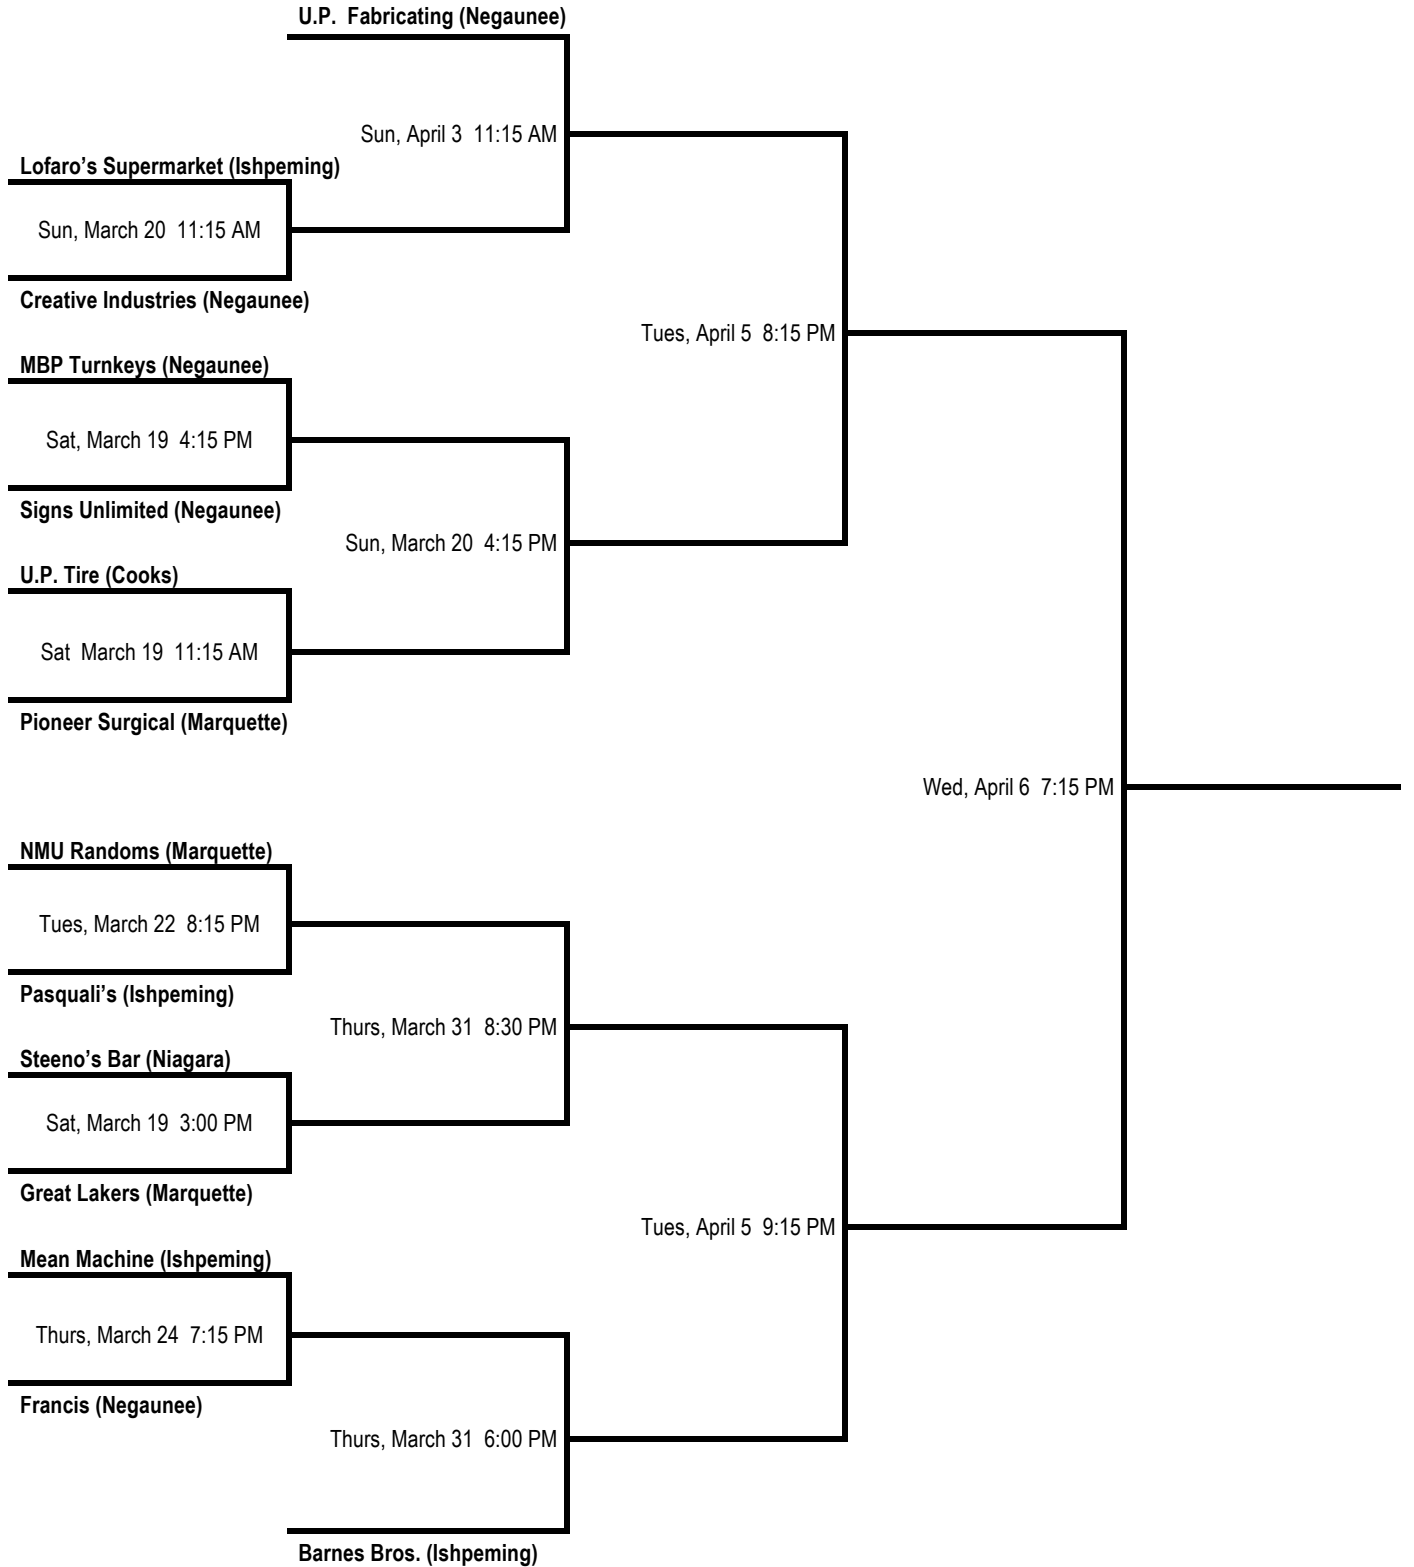 U.P.  Fabricating (Negaunee)
Sun, April 3  11:15 AM
Lofaro’s Supermarket (Ishpeming)
Sun, March 20  11:15 AM
Creative Industries (Negaunee)
Tues, April 5  8:15 PM
MBP Turnkeys (Negaunee)
Sat, March 19  4:15 PM
Signs Unlimited (Negaunee)
Sun, March 20  4:15 PM
U.P. Tire (Cooks)
Sat  March 19  11:15 AM
Pioneer Surgical (Marquette)
Wed, April 6  7:15 PM
NMU Randoms (Marquette)
Tues, March 22  8:15 PM
Pasquali’s (Ishpeming)
Thurs, March 31  8:30 PM
Steeno’s Bar (Niagara)
Sat, March 19  3:00 PM
Great Lakers (Marquette)
Tues, April 5  9:15 PM
Mean Machine (Ishpeming)
Thurs, March 24  7:15 PM
Francis (Negaunee)
Thurs, March 31  6:00 PM
Barnes Bros. (Ishpeming)